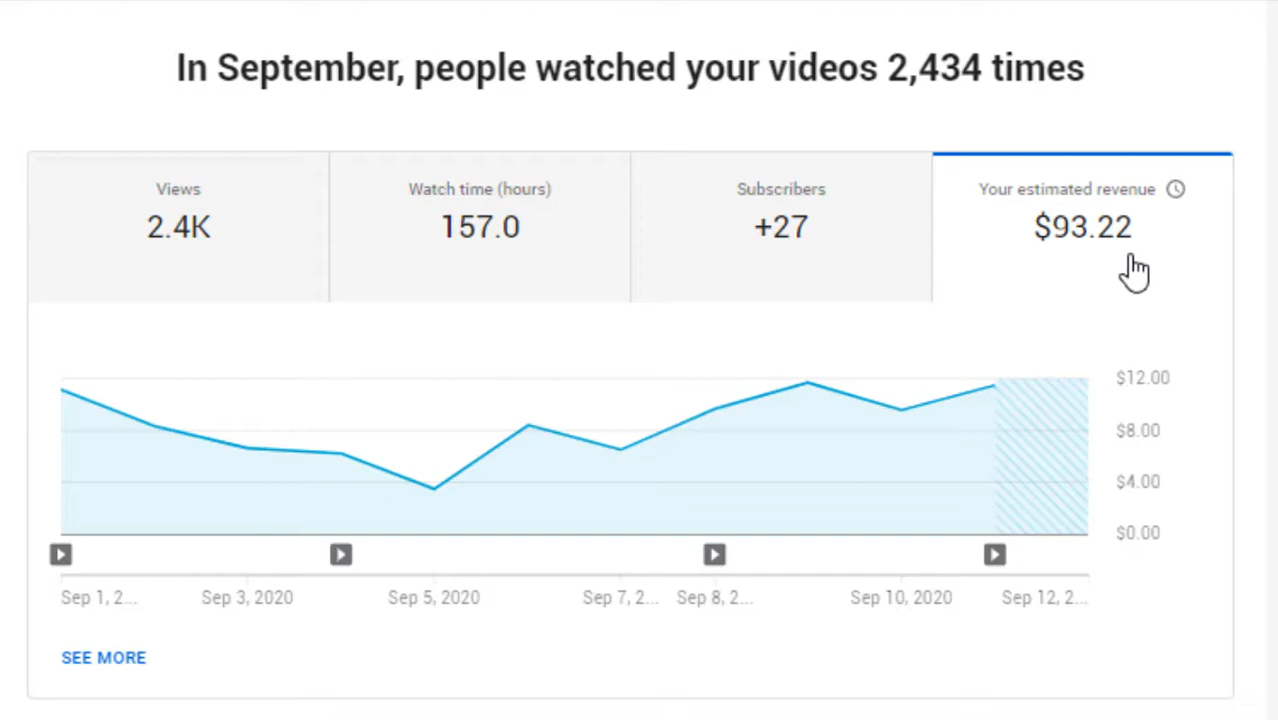 In September, people watched your videos 2,434 times
Views
2.4K
Watch time (hours)
157.0
Subscribers
+27
Your estimated revenue
$93.22
$12.00
$8.00
$4.00
$0.00
Sep 1, 2... Sep 3, 2020 Sep 5, 2020 Sep 7, 2... Sep 8, 2... Sep 10, 2020 Sep 12, 2...
SEE MORE